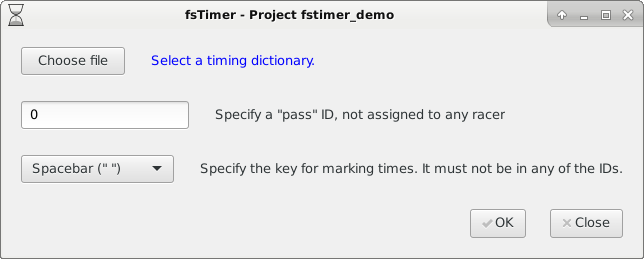 fsTimer - Project fstimer_demo
Choose file
Select a timing dictionary.
0
Specify a "pass" ID, not assigned to any racer
Spacebar (" ")
Specify the key for marking times. It must not be in any of the IDs.
OK
Close